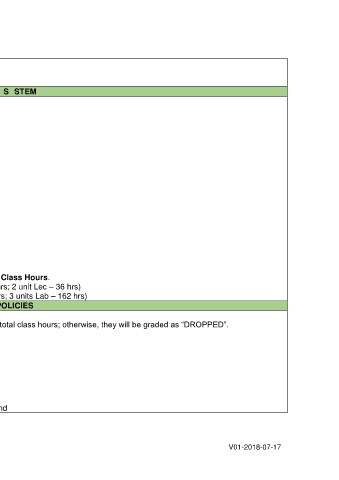 S STEM
Class Hours.
rs; 2 unit Lec – 36 hrs)
rs; 3 units Lab – 162 hrs)
POLICIES
total class hours; otherwise, they will be graded as “DROPPED”.
nd
V01-2018-07-17